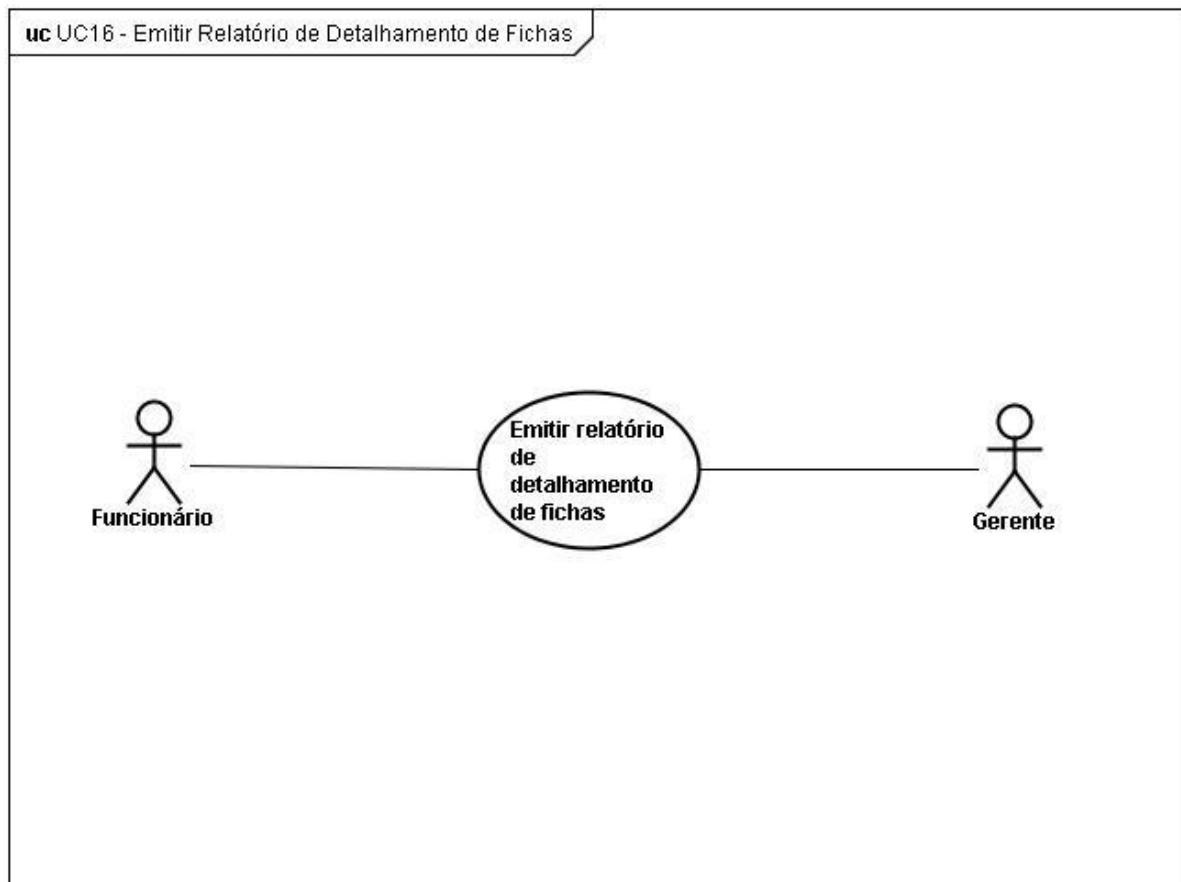 uc UC16 - Emitir Relatório de Detalhamento de Fichas
Emitir relatório
de
detalhamento
de fichas
Funcionário
Gerente